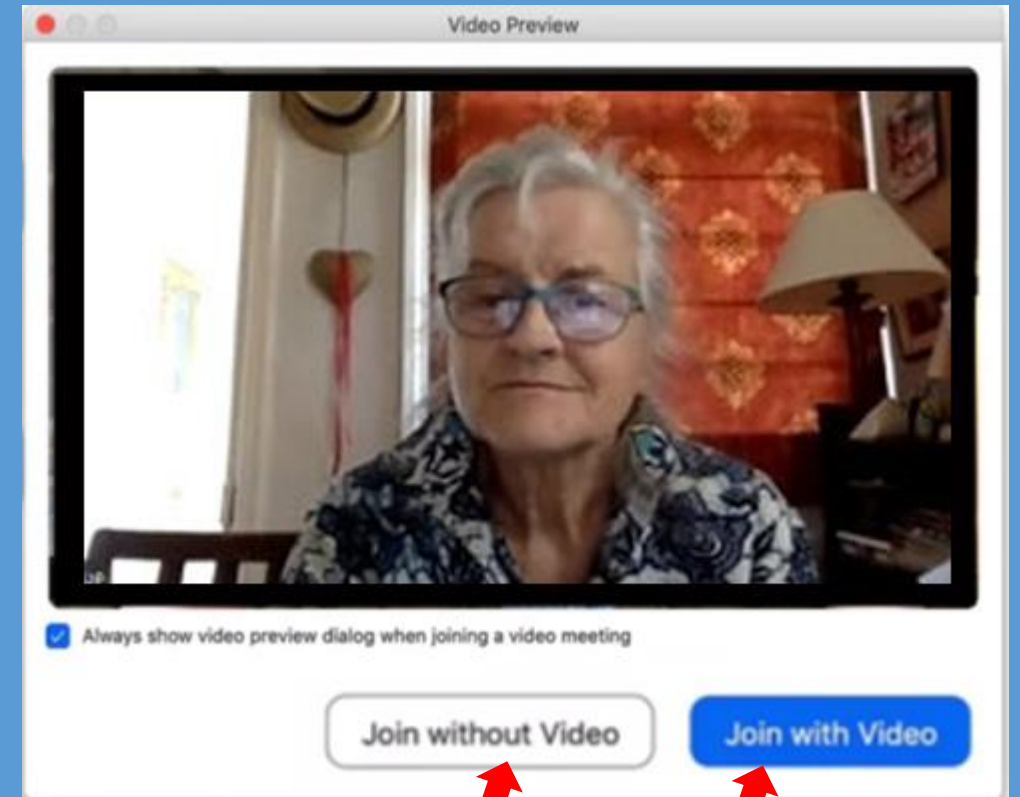 Video Preview
Always show video preview dialog when joining a video meeting
Join without Video
Join with Video